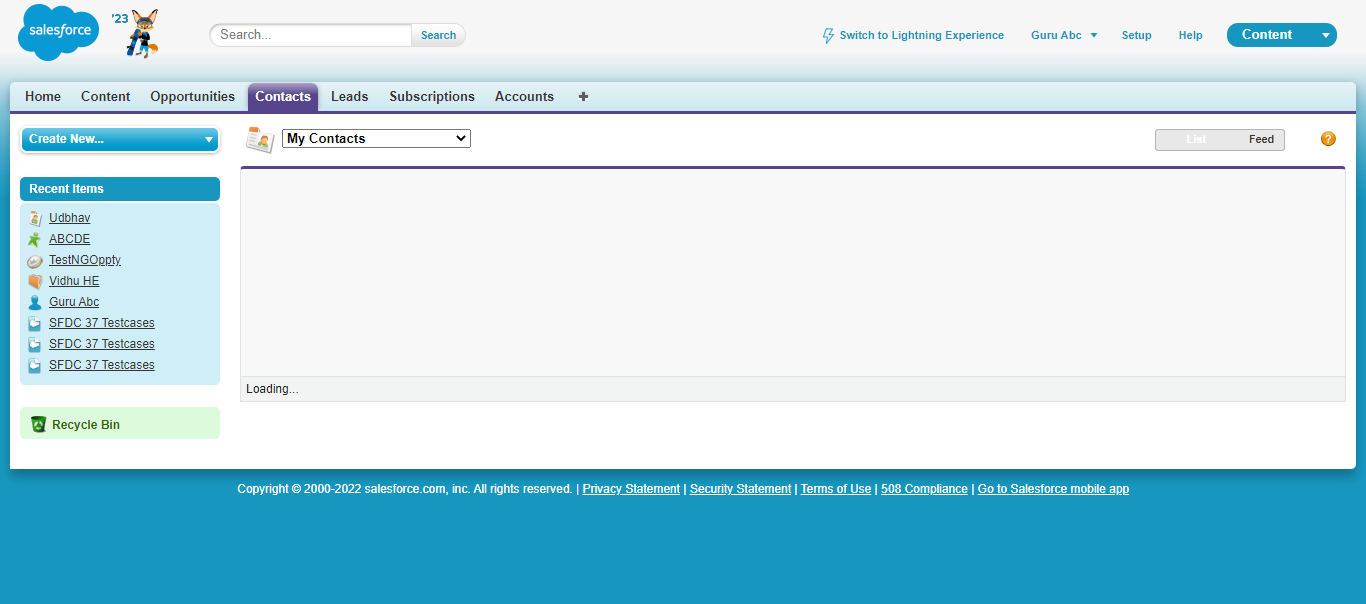 salesforce
'23
Search...
Search
Switch to Lightning Experience
Guru Abc
Setup
Help
Content
Home
Content
Opportunities
Contacts
Leads
Subscriptions
Accounts
+
Create New...
My Contacts
List
Feed
?
Recent Items
Udbhav
ABCDE
TestNGOppty
Vidhu HE
Guru Abc
SFDC 37 Testcases
SFDC 37 Testcases
SFDC 37 Testcases
Loading...
Recycle Bin
Copyright © 2000-2022 salesforce.com, inc. All rights reserved. | Privacy Statement | Security Statement | Terms of Use | 508 Compliance | Go to Salesforce mobile app